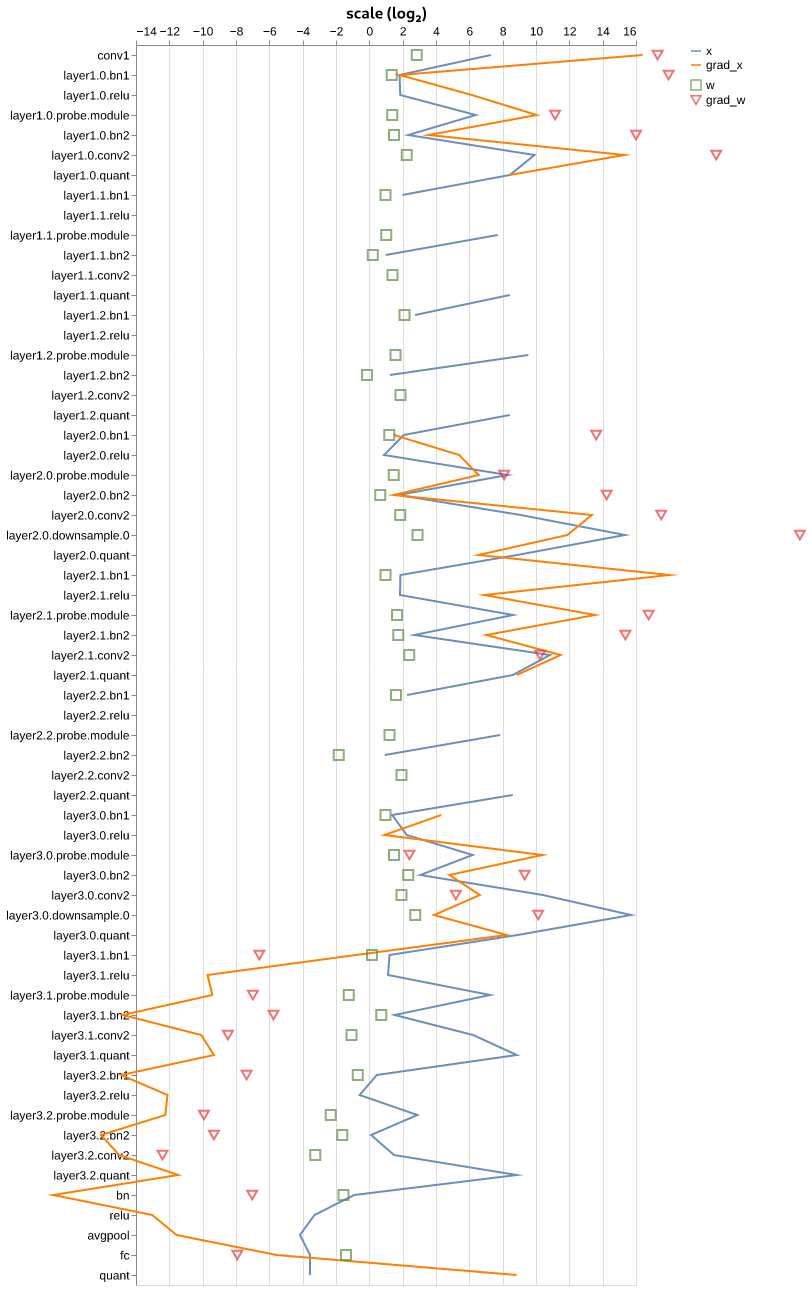 scale (log₂)
−14 −12 −10 −8 −6 −4 −2 0 2 4 6 8 10 12 14 16
x
grad_x
w
grad_w
conv1
layer1.0.bn1
layer1.0.relu
layer1.0.probe.module
layer1.0.bn2
layer1.0.conv2
layer1.0.quant
layer1.1.bn1
layer1.1.relu
layer1.1.probe.module
layer1.1.bn2
layer1.1.conv2
layer1.1.quant
layer1.2.bn1
layer1.2.relu
layer1.2.probe.module
layer1.2.bn2
layer1.2.conv2
layer1.2.quant
layer2.0.bn1
layer2.0.relu
layer2.0.probe.module
layer2.0.bn2
layer2.0.conv2
layer2.0.downsample.0
layer2.0.quant
layer2.1.bn1
layer2.1.relu
layer2.1.probe.module
layer2.1.bn2
layer2.1.conv2
layer2.1.quant
layer2.2.bn1
layer2.2.relu
layer2.2.probe.module
layer2.2.bn2
layer2.2.conv2
layer2.2.quant
layer3.0.bn1
layer3.0.relu
layer3.0.probe.module
layer3.0.bn2
layer3.0.conv2
layer3.0.downsample.0
layer3.0.quant
layer3.1.bn1
layer3.1.relu
layer3.1.probe.module
layer3.1.bn2
layer3.1.conv2
layer3.1.quant
layer3.2.bn1
layer3.2.relu
layer3.2.probe.module
layer3.2.bn2
layer3.2.conv2
layer3.2.quant
bn
relu
avgpool
fc
quant